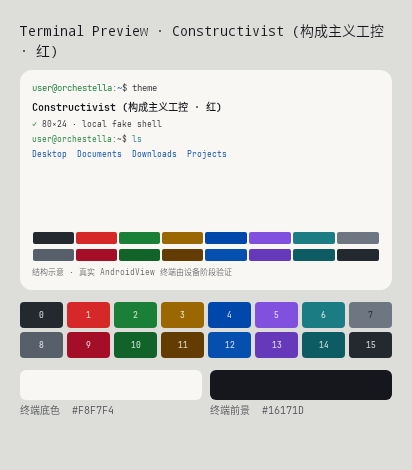 Terminal Preview · Constructivist (构成主义工控
· 红)
user@orchestella:~$ theme
Constructivist (构成主义工控 · 红)
✓ 80×24 · local fake shell
user@orchestella:~$ ls
Desktop Documents Downloads Projects
结构示意 · 真实 AndroidView 终端由设备阶段验证
0 1 2 3 4 5 6 7
8 9 10 11 12 13 14 15
终端底色 #F8F7F4 终端前景 #16171D